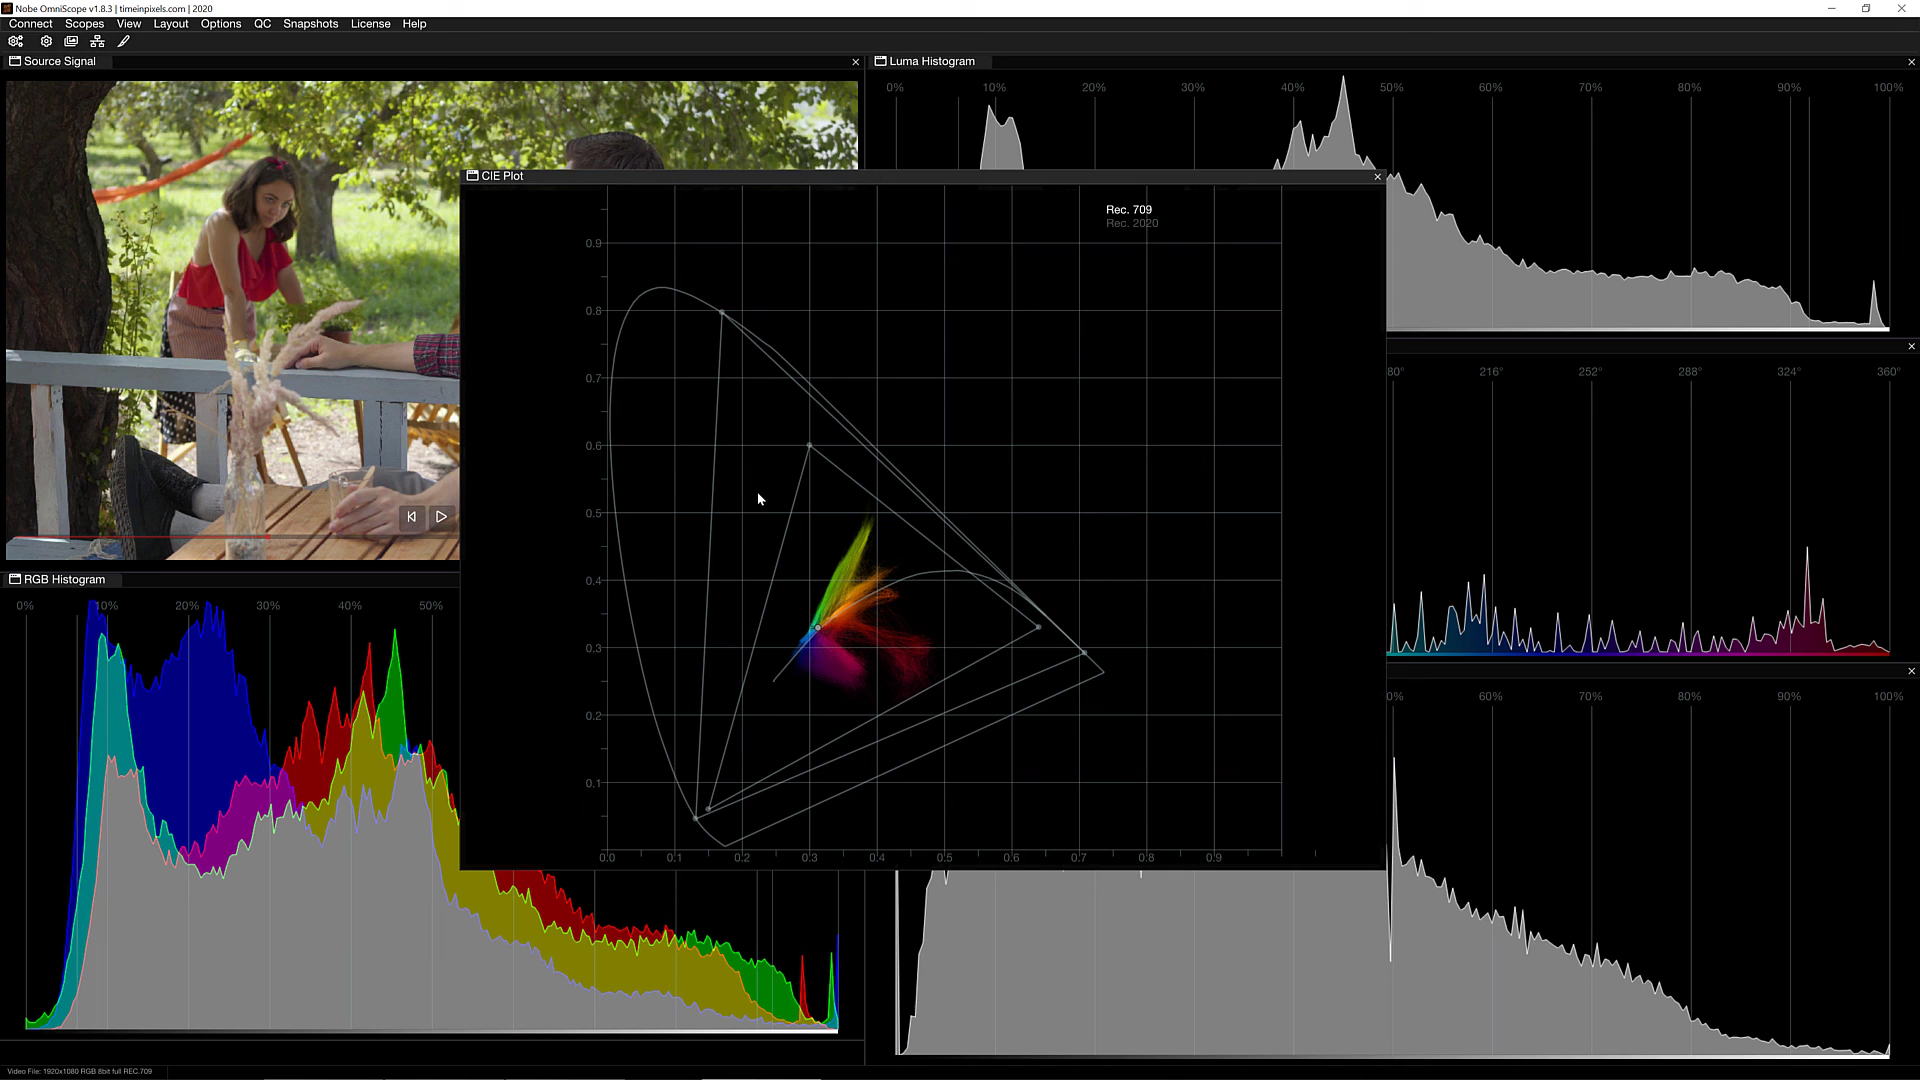 Nobe OmniScope v1.8.3 | timeinpixels.com | 2020
Connect Scopes View Layout Options QC Snapshots License Help
Source Signal
Luma Histogram
0% 10% 20% 30% 40% 50% 60% 70% 80% 90% 100%
CIE Plot
Rec. 709
Rec. 2020
0.9
0.8
0.7
0.6
0.5
0.4
0.3
0.2
0.1
0.0 0.1 0.2 0.3 0.4 0.5 0.6 0.7 0.8 0.9
80° 216° 252° 288° 324° 360°
RGB Histogram
0% 10% 20% 30% 40% 50%
0% 60% 70% 80% 90% 100%
Video File: 1920x1080 RGB 8bit full REC.709